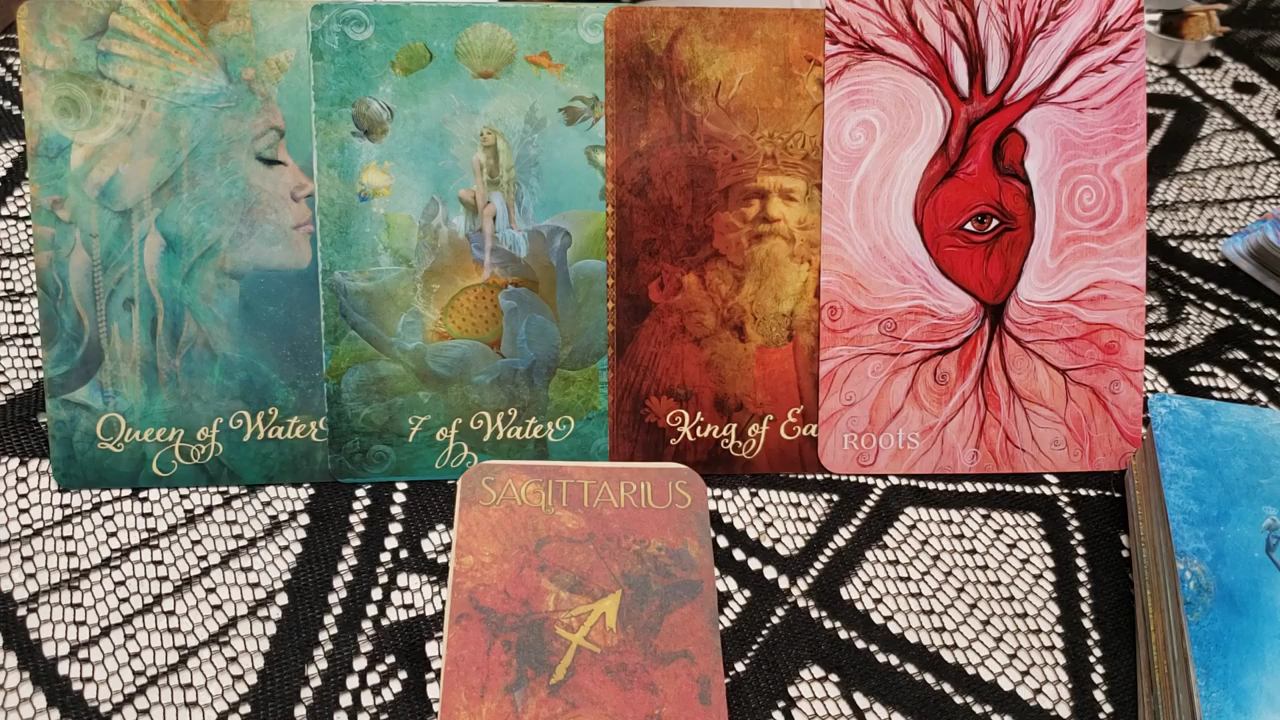 Queen of Water
7 of Water
King of Ea
ROOTS
SAGITTARIUS